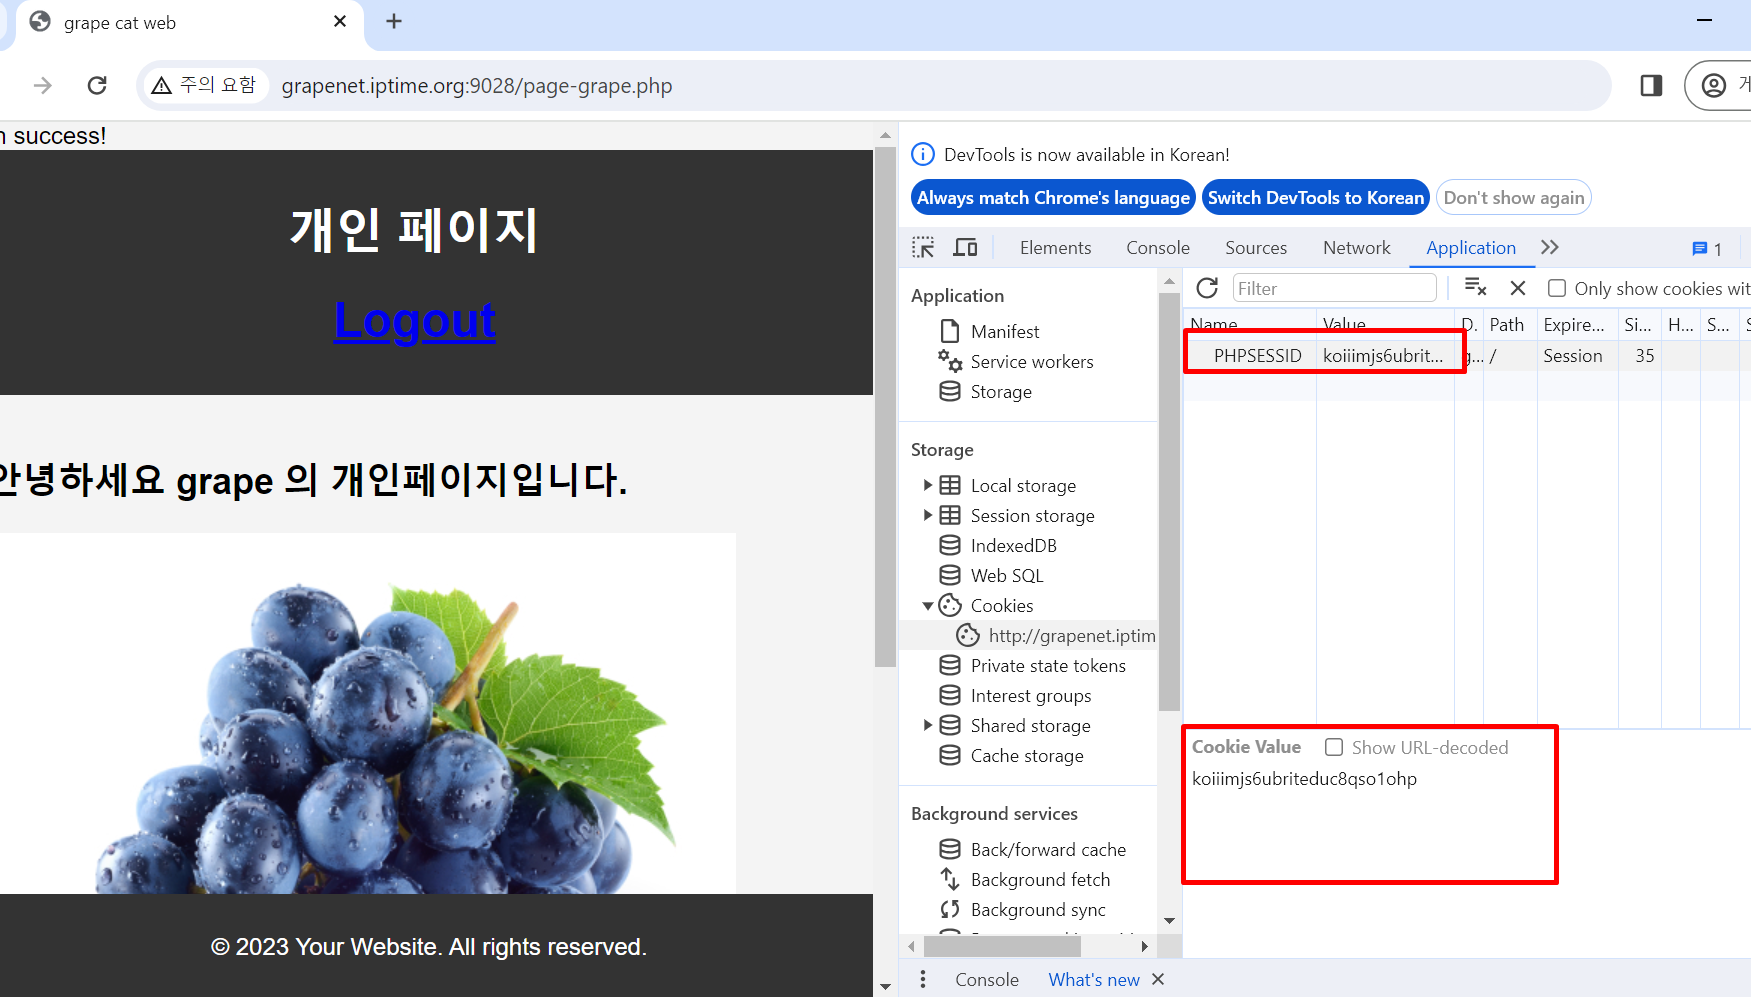 grape cat web
주의 요함 grapenet.iptime.org:9028/page-grape.php
success!
개인 페이지
Logout
안녕하세요 grape 의 개인페이지입니다.
© 2023 Your Website. All rights reserved.
DevTools is now available in Korean!
Always match Chrome's language Switch DevTools to Korean Don't show again
Elements Console Sources Network Application 1
Application
Manifest
Service workers
Storage
Storage
Local storage
Session storage
IndexedDB
Web SQL
Cookies
http://grapenet.iptim
Private state tokens
Interest groups
Shared storage
Cache storage
Background services
Back/forward cache
Background fetch
Background sync
Filter Only show cookies wit
Name Value D. Path Expire... Si... H... S...
PHPSESSID koiiimjs6ubrit... g... / Session 35
Cookie Value Show URL-decoded
koiiimjs6ubriteduc8qso1ohp
Console What's new